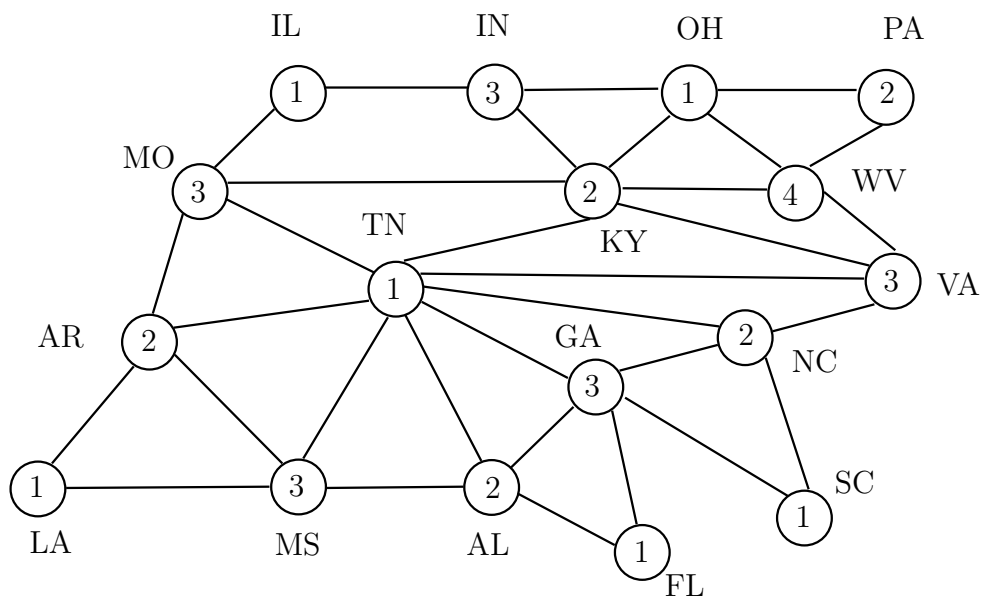 IL IN OH PA
1 3 1 2
MO WV
3 2 4
TN KY
1 3 VA
AR GA
2 2 NC
3
1 3 2 SC
1
LA MS AL
1 FL